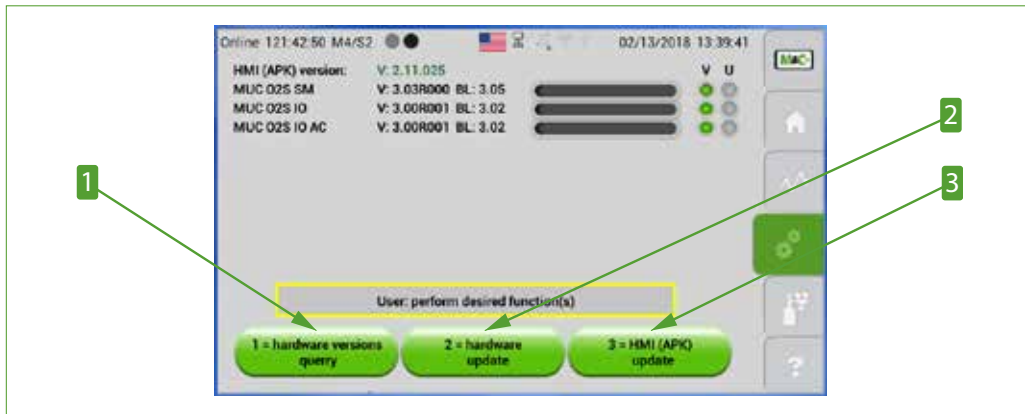 Online 121:42:50 M4/S2 02/13/2018 13:39:41
HMI (APK) version: V: 2.11.025 V U
MUC O2S SM V: 3.03R000 BL: 3.05
MUC O2S IO V: 3.00R001 BL: 3.02
MUC O2S IO AC V: 3.00R001 BL: 3.02
2
1
3
User: perform desired function(s)
1 = hardware versions
querry
2 = hardware
update
3 = HMI (APK)
update
?